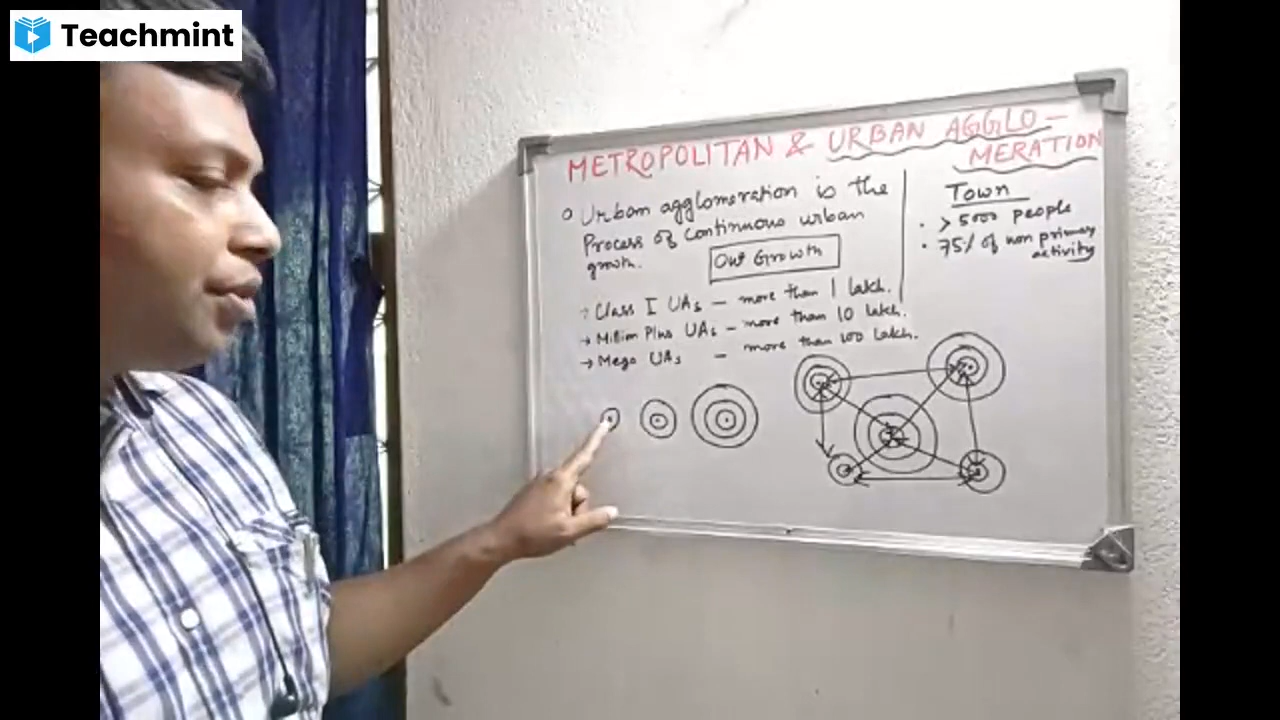 Teachmint
METROPOLITAN & URBAN AGGLO-
MERATION
○ Urban agglomeration is the
Process of Continuous urban
growth.
Out Growth
→ Class I UAs – more than 1 lakh.
→ Million Plus UAs – more than 10 lakh.
→ Mega UAs – more than 100 lakh.
Town
• > 5000 people
• 75% of non primary
activity